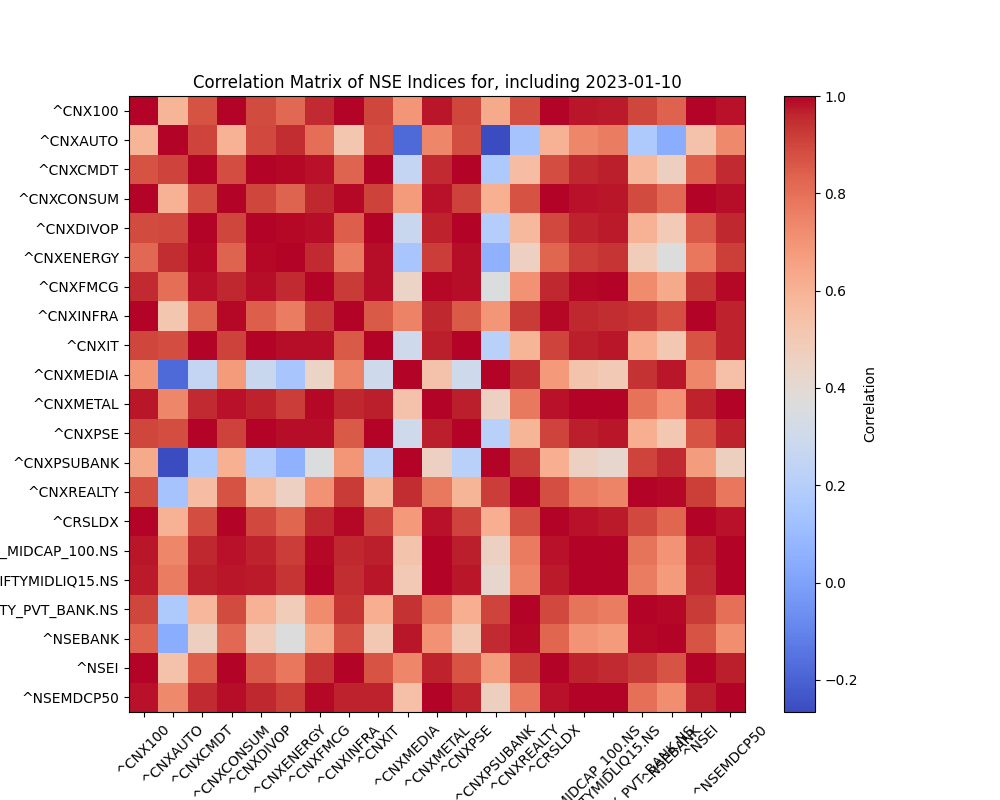 Correlation Matrix of NSE Indices for, including 2023-01-10
^CNX100
^CNXAUTO
^CNXCMDT
^CNXCONSUM
^CNXDIVOP
^CNXENERGY
^CNXFMCG
^CNXINFRA
^CNXIT
^CNXMEDIA
^CNXMETAL
^CNXPSE
^CNXPSUBANK
^CNXREALTY
^CRSLDX
_MIDCAP_100.NS
IFTYMIDLIQ15.NS
TY_PVT_BANK.NS
^NSEBANK
^NSEI
^NSEMDCP50
^CNX100
^CNXAUTO
^CNXCMDT
^CNXCONSUM
^CNXDIVOP
^CNXENERGY
^CNXFMCG
^CNXINFRA
^CNXIT
^CNXMEDIA
^CNXMETAL
^CNXPSE
^CNXPSUBANK
^CNXREALTY
^CRSLDX
MIDCAP_100.NS
TYMIDLIQ15.NS
PVT_BANK.NS
^NSEBANK
^NSEI
^NSEMDCP50
1.0
0.8
0.6
0.4
0.2
0.0
−0.2
Correlation